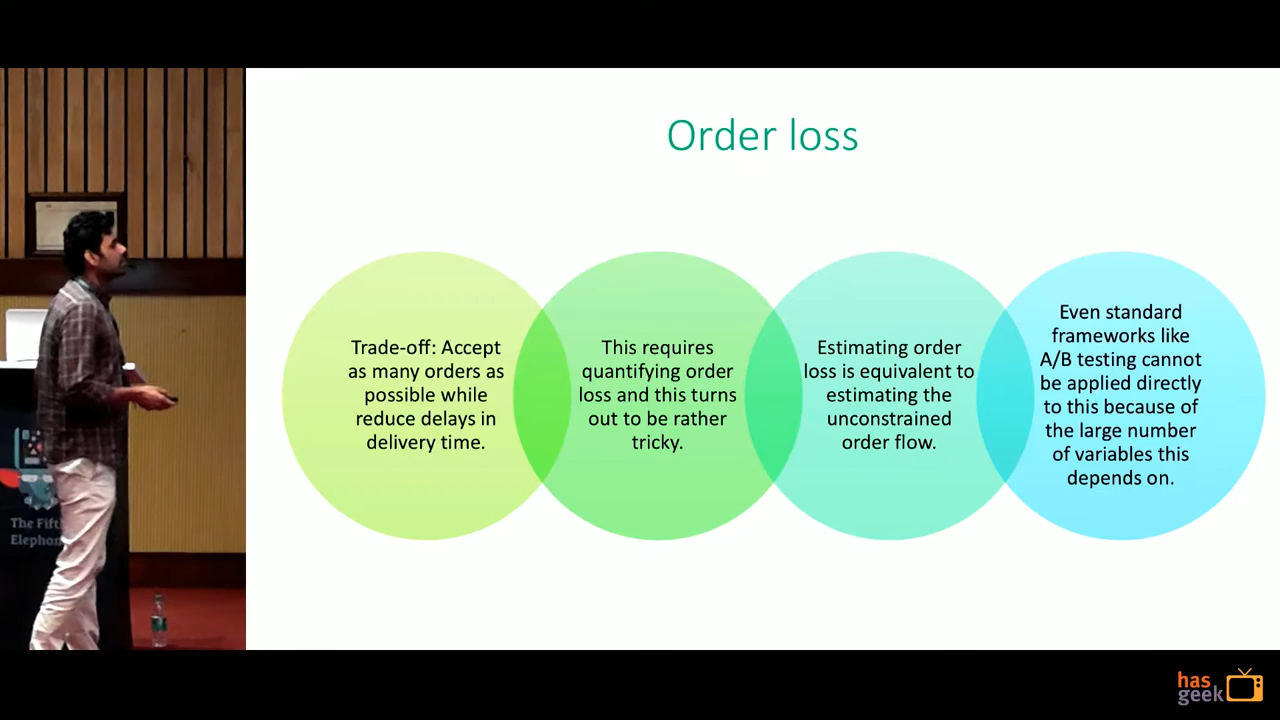 Order loss
Trade-off: Accept
as many orders as
possible while
reduce delays in
delivery time.
This requires
quantifying order
loss and this turns
out to be rather
tricky.
Estimating order
loss is equivalent to
estimating the
unconstrained
order flow.
Even standard
frameworks like
A/B testing cannot
be applied directly
to this because of
the large number
of variables this
depends on.
The Fifth
Elephant
has
geek